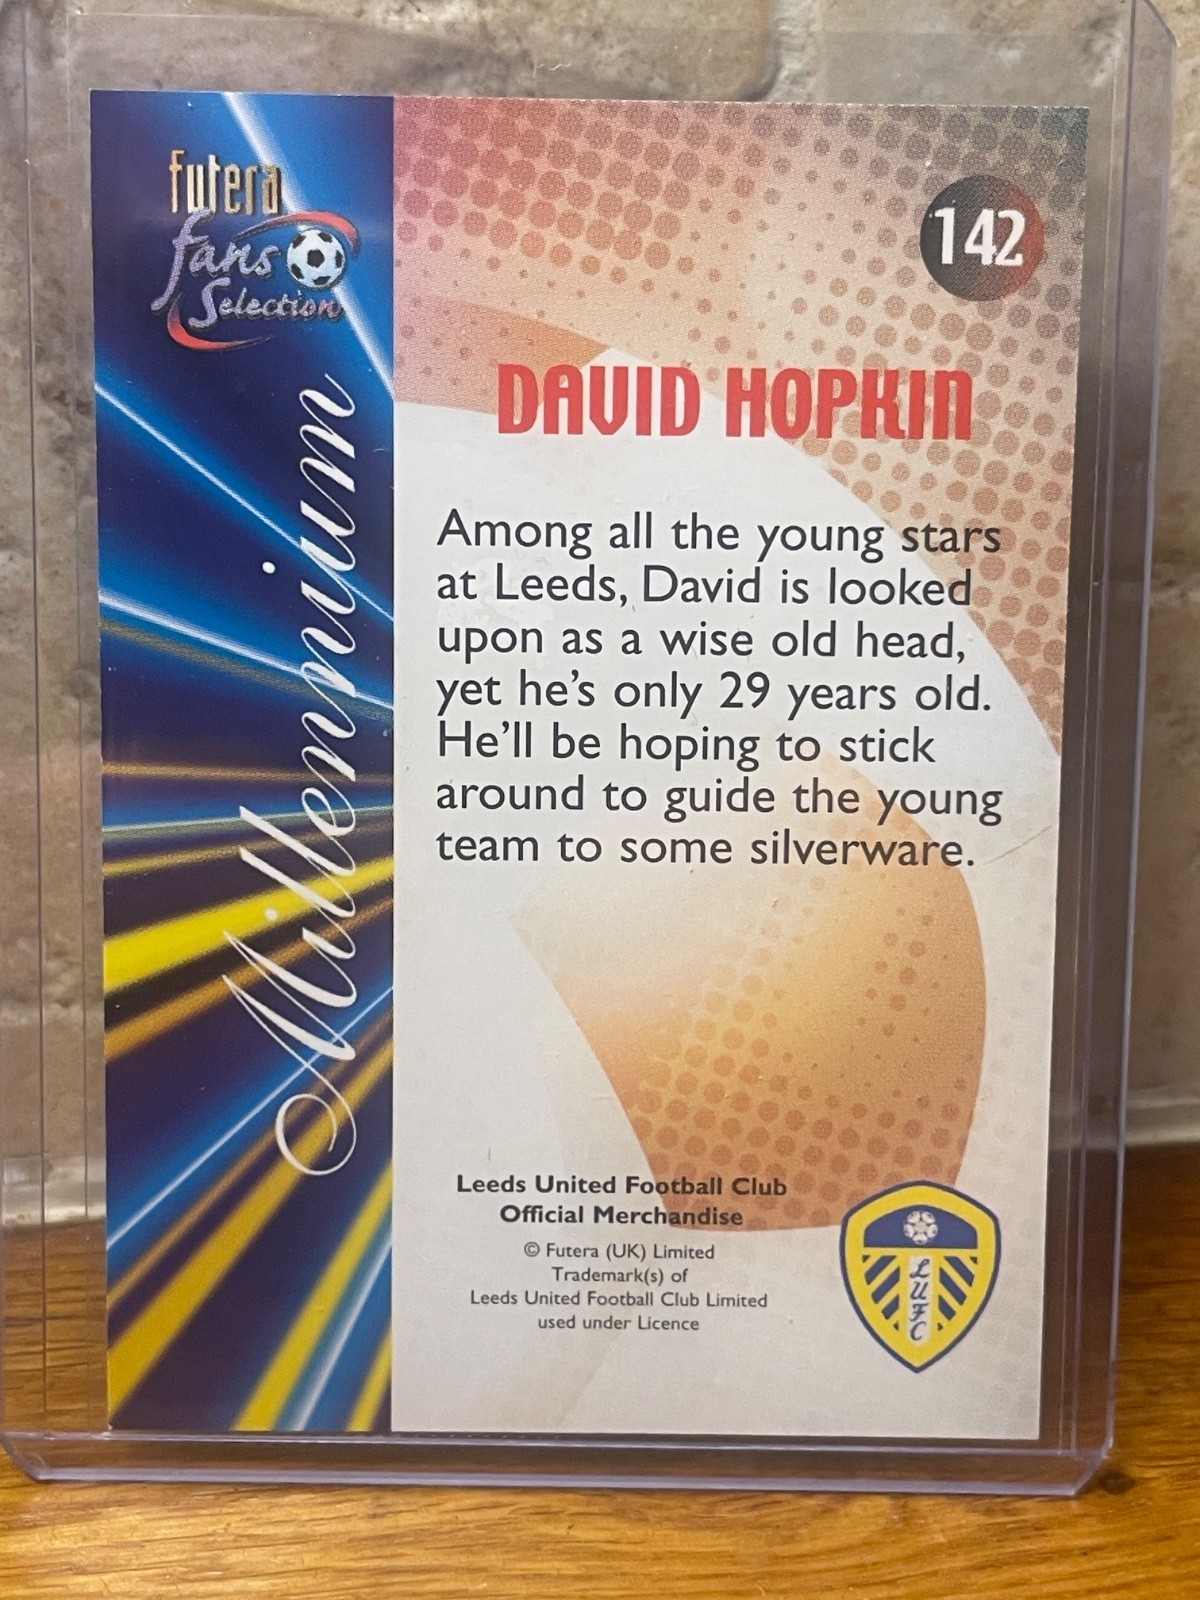 futera
fans
Selection
Millennium
142
DAVID HOPKIN
Among all the young stars
at Leeds, David is looked
upon as a wise old head,
yet he's only 29 years old.
He'll be hoping to stick
around to guide the young
team to some silverware.
Leeds United Football Club
Official Merchandise
© Futera (UK) Limited
Trademark(s) of
Leeds United Football Club Limited
used under Licence
LUFC